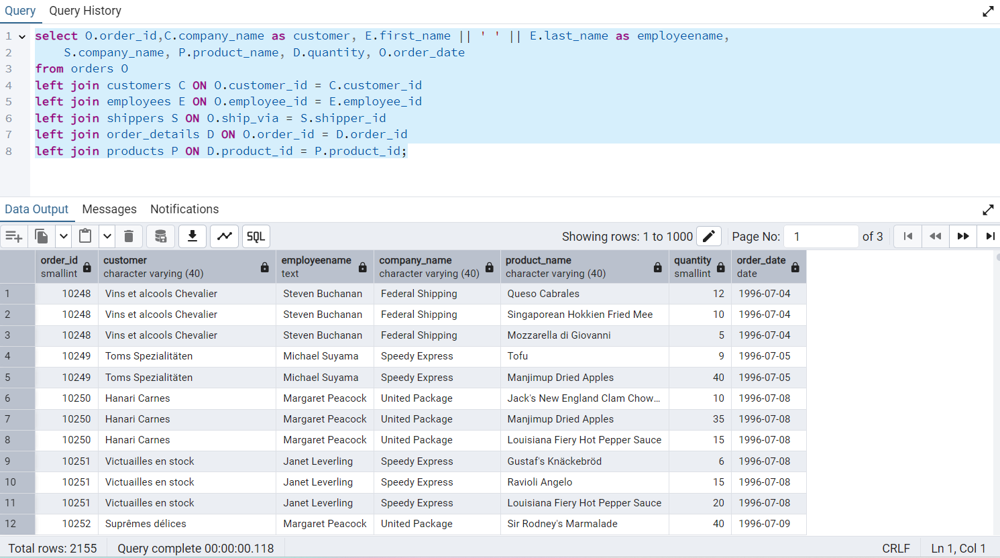 Query Query History
1 select O.order_id,C.company_name as customer, E.first_name || ' ' || E.last_name as employeename,
2 S.company_name, P.product_name, D.quantity, O.order_date
3 from orders O
4 left join customers C ON O.customer_id = C.customer_id
5 left join employees E ON O.employee_id = E.employee_id
6 left join shippers S ON O.ship_via = S.shipper_id
7 left join order_details D ON O.order_id = D.order_id
8 left join products P ON D.product_id = P.product_id;
Data Output Messages Notifications
SQL Showing rows: 1 to 1000 Page No: 1 of 3
order_id customer employeename company_name product_name quantity order_date
smallint character varying (40) text character varying (40) character varying (40) smallint date
1 10248 Vins et alcools Chevalier Steven Buchanan Federal Shipping Queso Cabrales 12 1996-07-04
2 10248 Vins et alcools Chevalier Steven Buchanan Federal Shipping Singaporean Hokkien Fried Mee 10 1996-07-04
3 10248 Vins et alcools Chevalier Steven Buchanan Federal Shipping Mozzarella di Giovanni 5 1996-07-04
4 10249 Toms Spezialitäten Michael Suyama Speedy Express Tofu 9 1996-07-05
5 10249 Toms Spezialitäten Michael Suyama Speedy Express Manjimup Dried Apples 40 1996-07-05
6 10250 Hanari Carnes Margaret Peacock United Package Jack's New England Clam Chow... 10 1996-07-08
7 10250 Hanari Carnes Margaret Peacock United Package Manjimup Dried Apples 35 1996-07-08
8 10250 Hanari Carnes Margaret Peacock United Package Louisiana Fiery Hot Pepper Sauce 15 1996-07-08
9 10251 Victuailles en stock Janet Leverling Speedy Express Gustaf's Knäckebröd 6 1996-07-08
10 10251 Victuailles en stock Janet Leverling Speedy Express Ravioli Angelo 15 1996-07-08
11 10251 Victuailles en stock Janet Leverling Speedy Express Louisiana Fiery Hot Pepper Sauce 20 1996-07-08
12 10252 Suprêmes délices Margaret Peacock United Package Sir Rodney's Marmalade 40 1996-07-09
Total rows: 2155 Query complete 00:00:00.118 CRLF Ln 1, Col 1